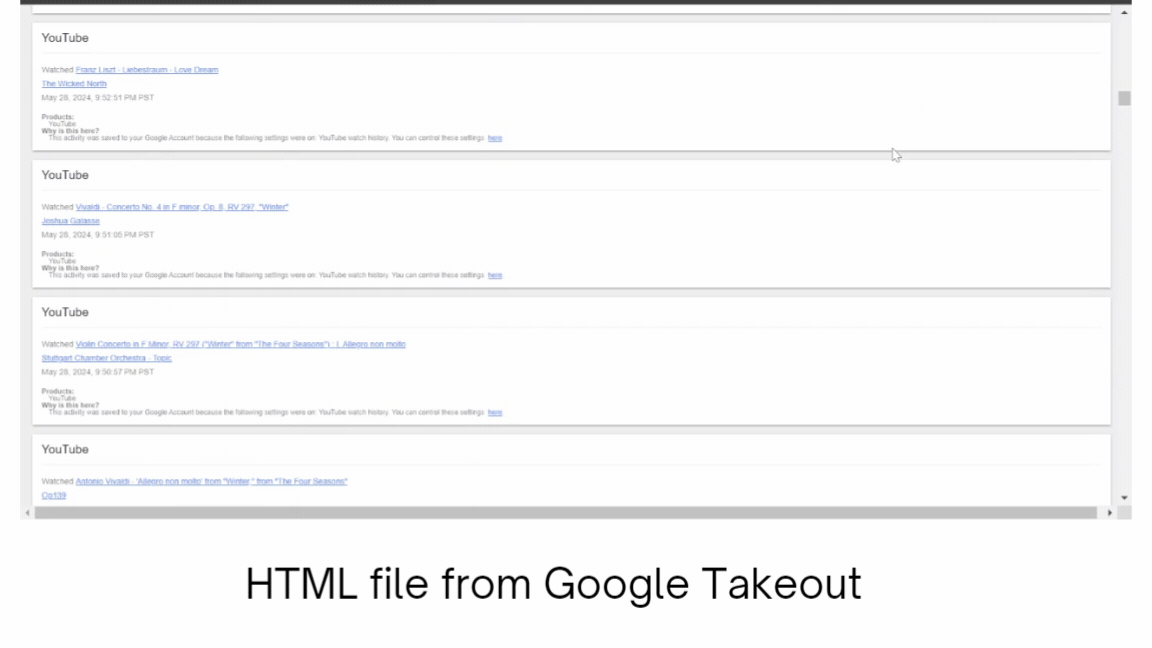 YouTube
Watched Franz Liszt - Liebestraum - Love Dream
The Wicked North
May 28, 2024, 9:52:51 PM PST
Products:
YouTube
Why is this here?
This activity was saved to your Google Account because the following settings were on: YouTube watch history. You can control these settings here
YouTube
Watched Vivaldi - Concerto No. 4 in F minor, Op. 8, RV 297, "Winter"
Joshua Galasse
May 28, 2024, 9:51:05 PM PST
Products:
YouTube
Why is this here?
This activity was saved to your Google Account because the following settings were on: YouTube watch history. You can control these settings here
YouTube
Watched Violin Concerto in F Minor, RV 297 ("Winter" from "The Four Seasons") : I. Allegro non molto
Stuttgart Chamber Orchestra - Topic
May 28, 2024, 9:50:57 PM PST
Products:
YouTube
Why is this here?
This activity was saved to your Google Account because the following settings were on: YouTube watch history. You can control these settings here
YouTube
Watched Antonio Vivaldi - 'Allegro non molto' from "Winter," from "The Four Seasons"
Op139
HTML file from Google Takeout